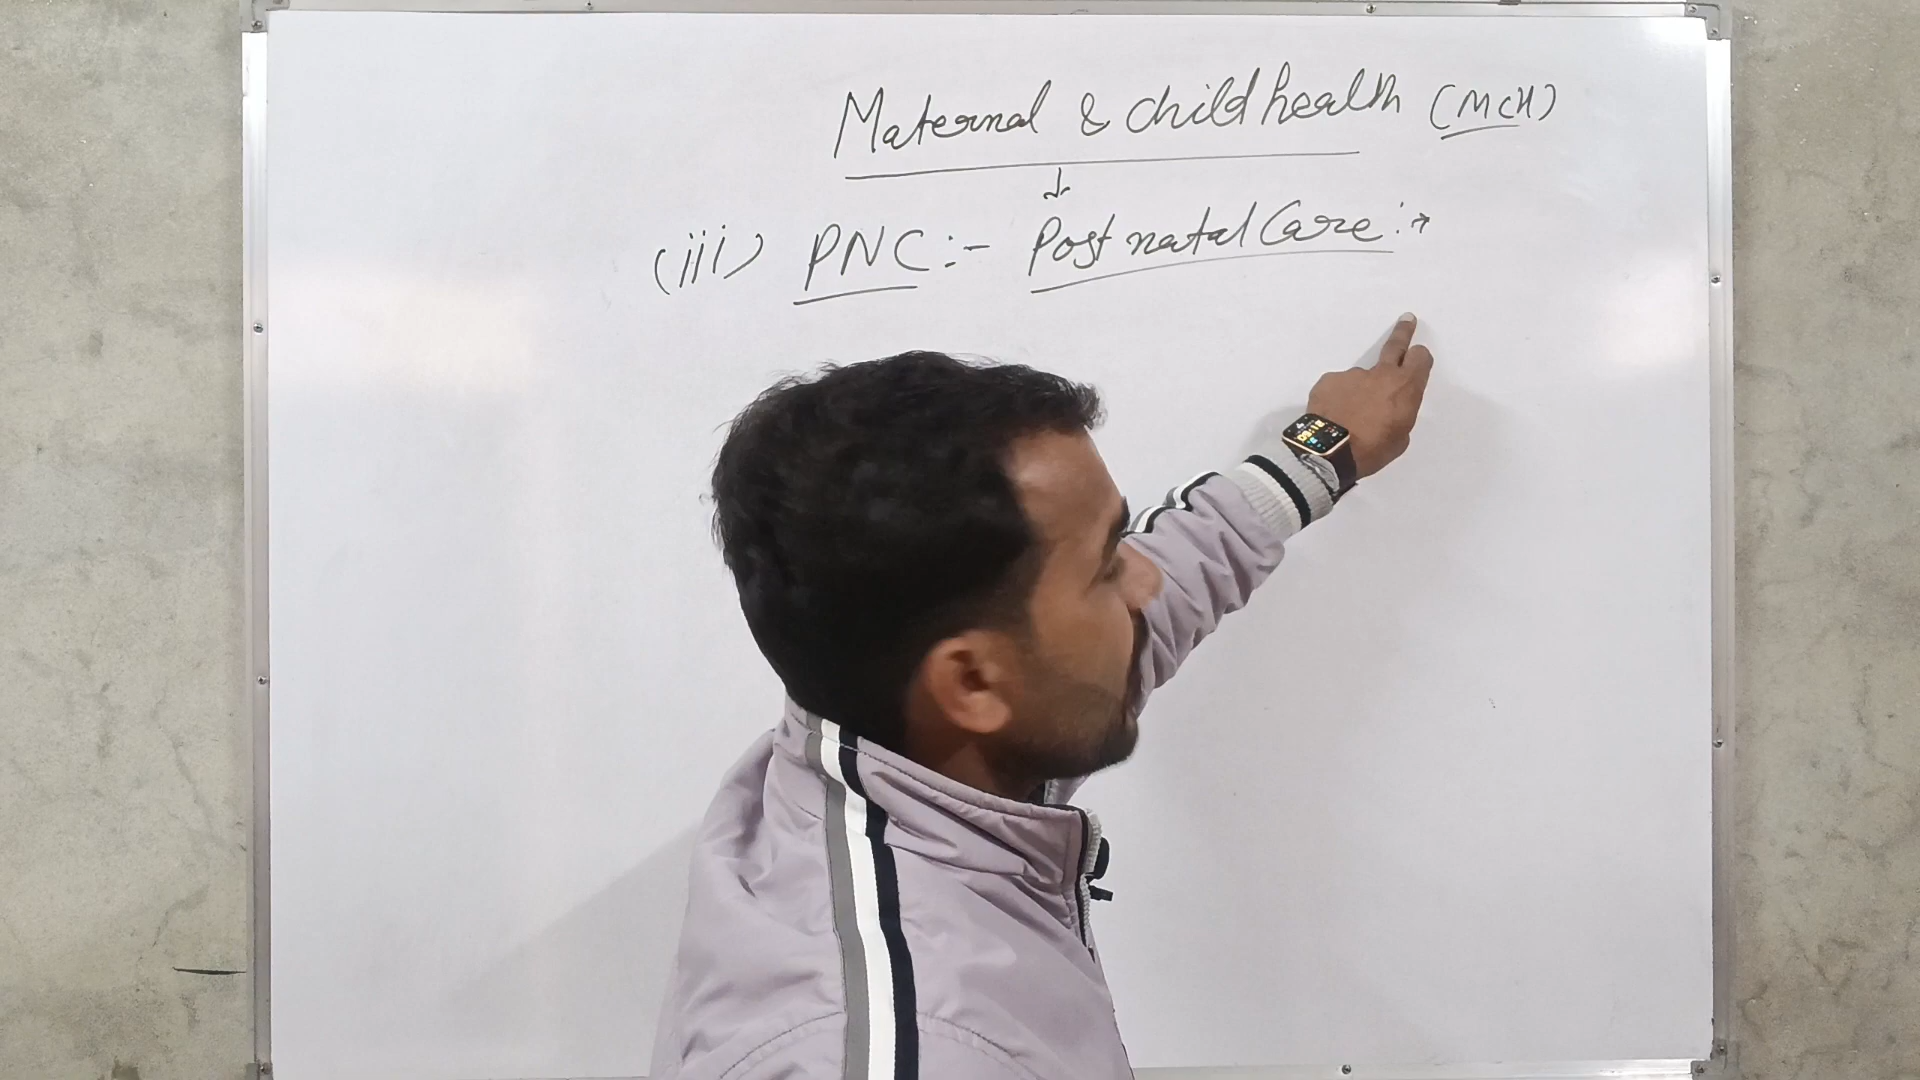 Maternal & child health (MCH)
(iii) PNC :- Post natal Care :→